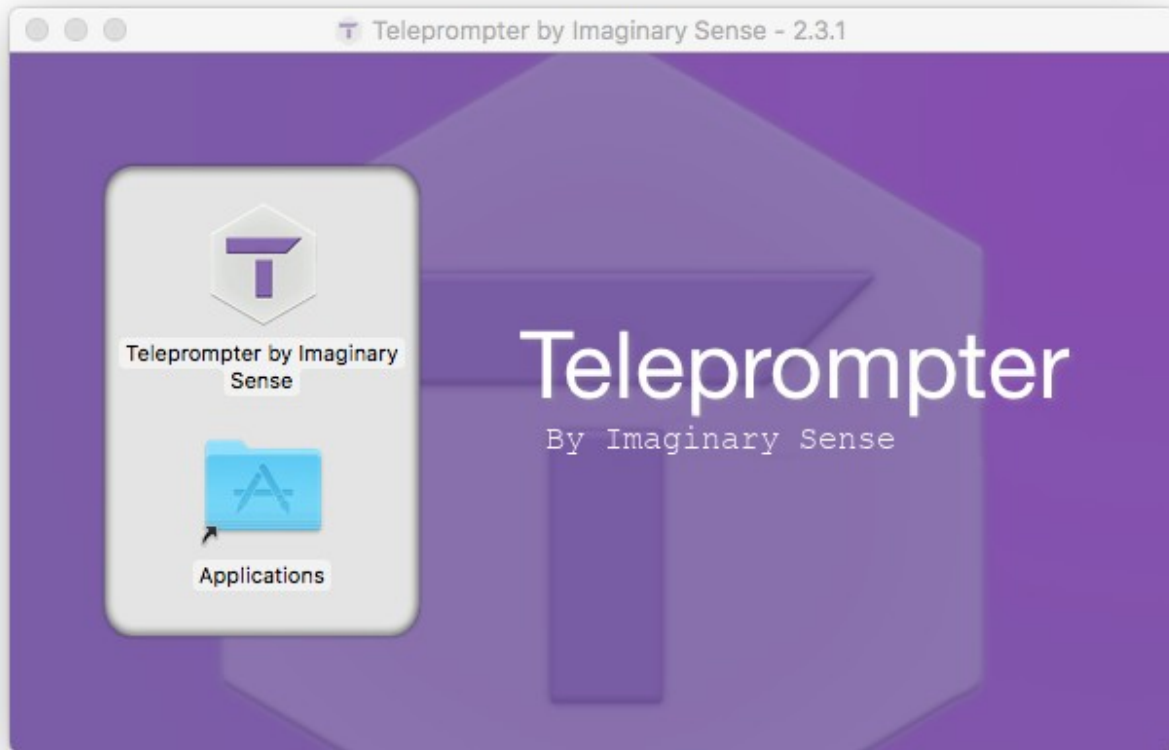 Teleprompter by Imaginary Sense - 2.3.1
Teleprompter by Imaginary
Sense
Applications
Teleprompter
By Imaginary Sense